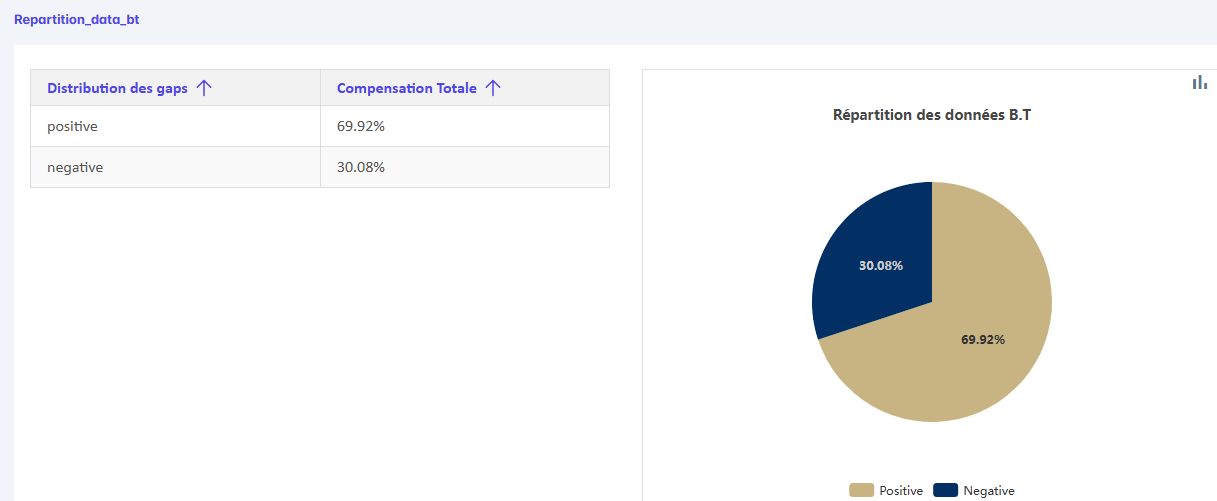 Repartition_data_bt
Distribution des gaps Compensation Totale
positive 69.92%
negative 30.08%
Répartition des données B.T
30.08%
69.92%
Positive Negative